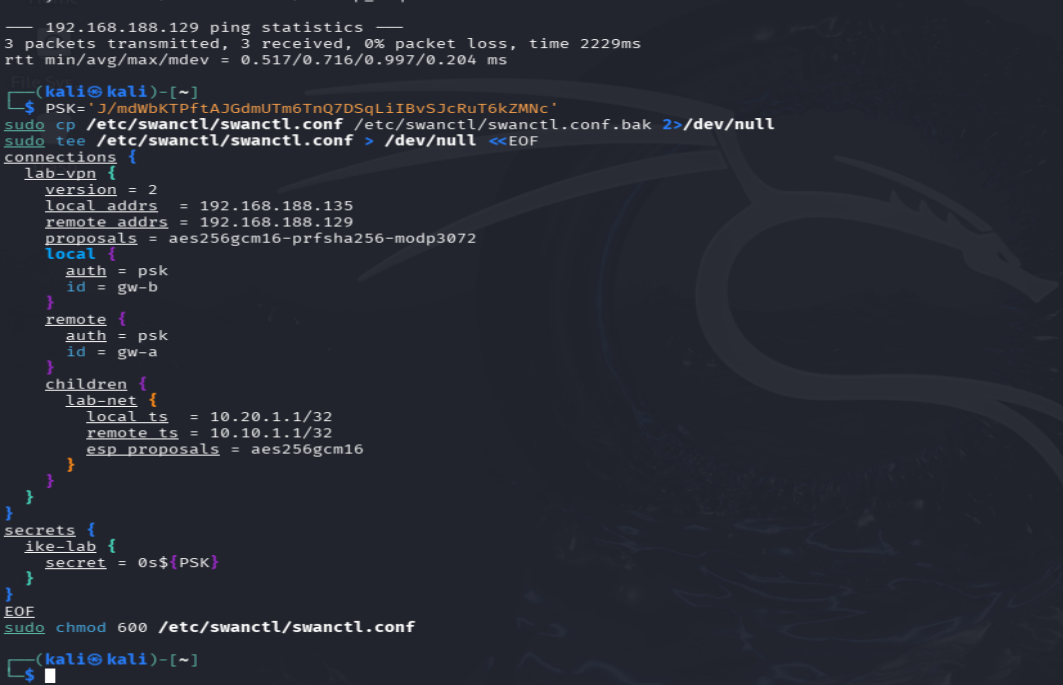 — 192.168.188.129 ping statistics —
3 packets transmitted, 3 received, 0% packet loss, time 2229ms
rtt min/avg/max/mdev = 0.517/0.716/0.997/0.204 ms
┌──(kali㉿kali)-[~]
└─$ PSK='J/mdWbKTPftAJGdmUTm6TnQ7DSqLiIBvSJcRuT6kZMNc'
sudo cp /etc/swanctl/swanctl.conf /etc/swanctl/swanctl.conf.bak 2>/dev/null
sudo tee /etc/swanctl/swanctl.conf > /dev/null <<EOF
connections {
  lab-vpn {
    version = 2
    local_addrs  = 192.168.188.135
    remote_addrs = 192.168.188.129
    proposals = aes256gcm16-prfsha256-modp3072
    local {
      auth = psk
      id = gw-b
    }
    remote {
      auth = psk
      id = gw-a
    }
    children {
      lab-net {
        local_ts  = 10.20.1.1/32
        remote_ts = 10.10.1.1/32
        esp_proposals = aes256gcm16
      }
    }
  }
}
secrets {
  ike-lab {
    secret = 0s${PSK}
  }
}
EOF
sudo chmod 600 /etc/swanctl/swanctl.conf
┌──(kali㉿kali)-[~]
└─$